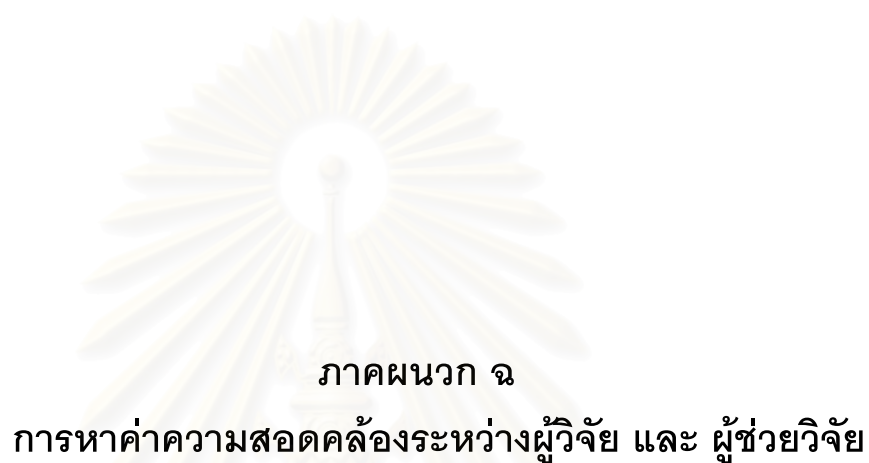 ภาคผนวก ฉ
การหาค่าความสอดคล้องระหว่างผู้วิจัย และ ผู้ช่วยวิจัย